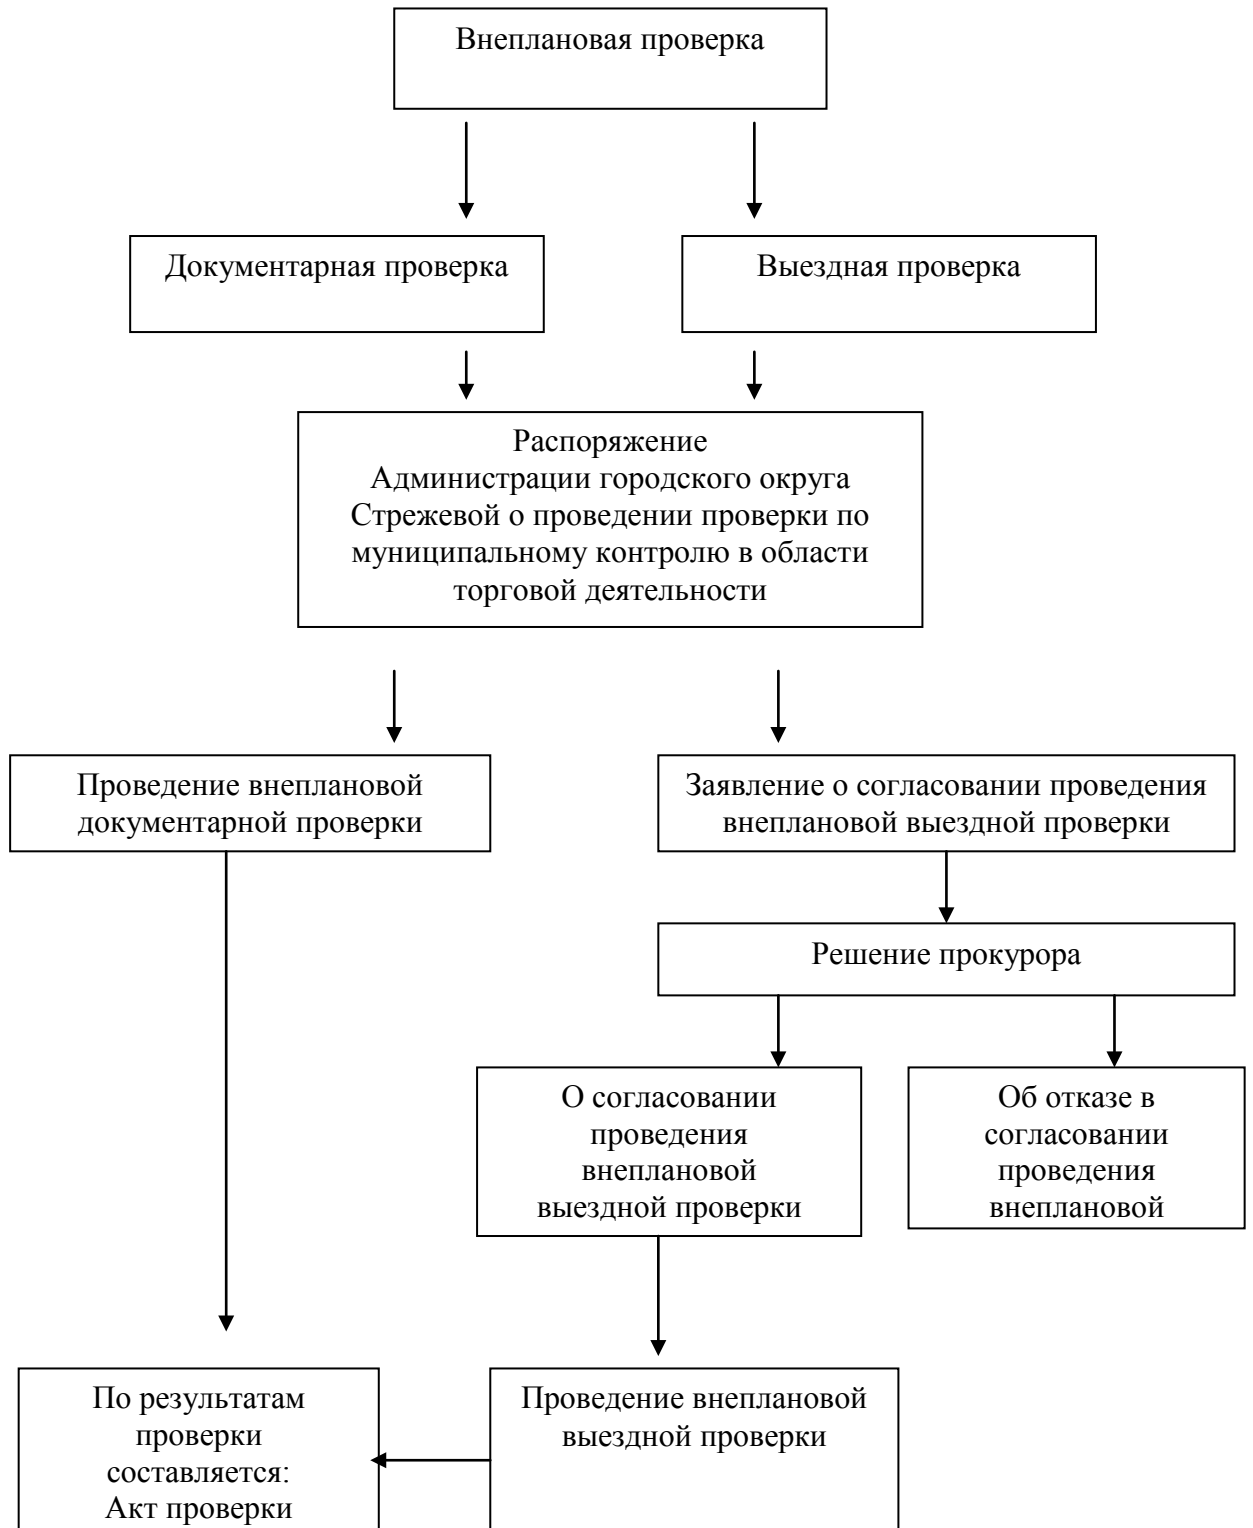 Внеплановая проверка
Документарная проверка
Выездная проверка
Распоряжение
Администрации городского округа
Стрежевой о проведении проверки по
муниципальному контролю в области
торговой деятельности
Проведение внеплановой
документарной проверки
Заявление о согласовании проведения
внеплановой выездной проверки
Решение прокурора
О согласовании
проведения
внеплановой
выездной проверки
Об отказе в
согласовании
проведения
внеплановой
По результатам
проверки
составляется:
Акт проверки
Проведение внеплановой
выездной проверки